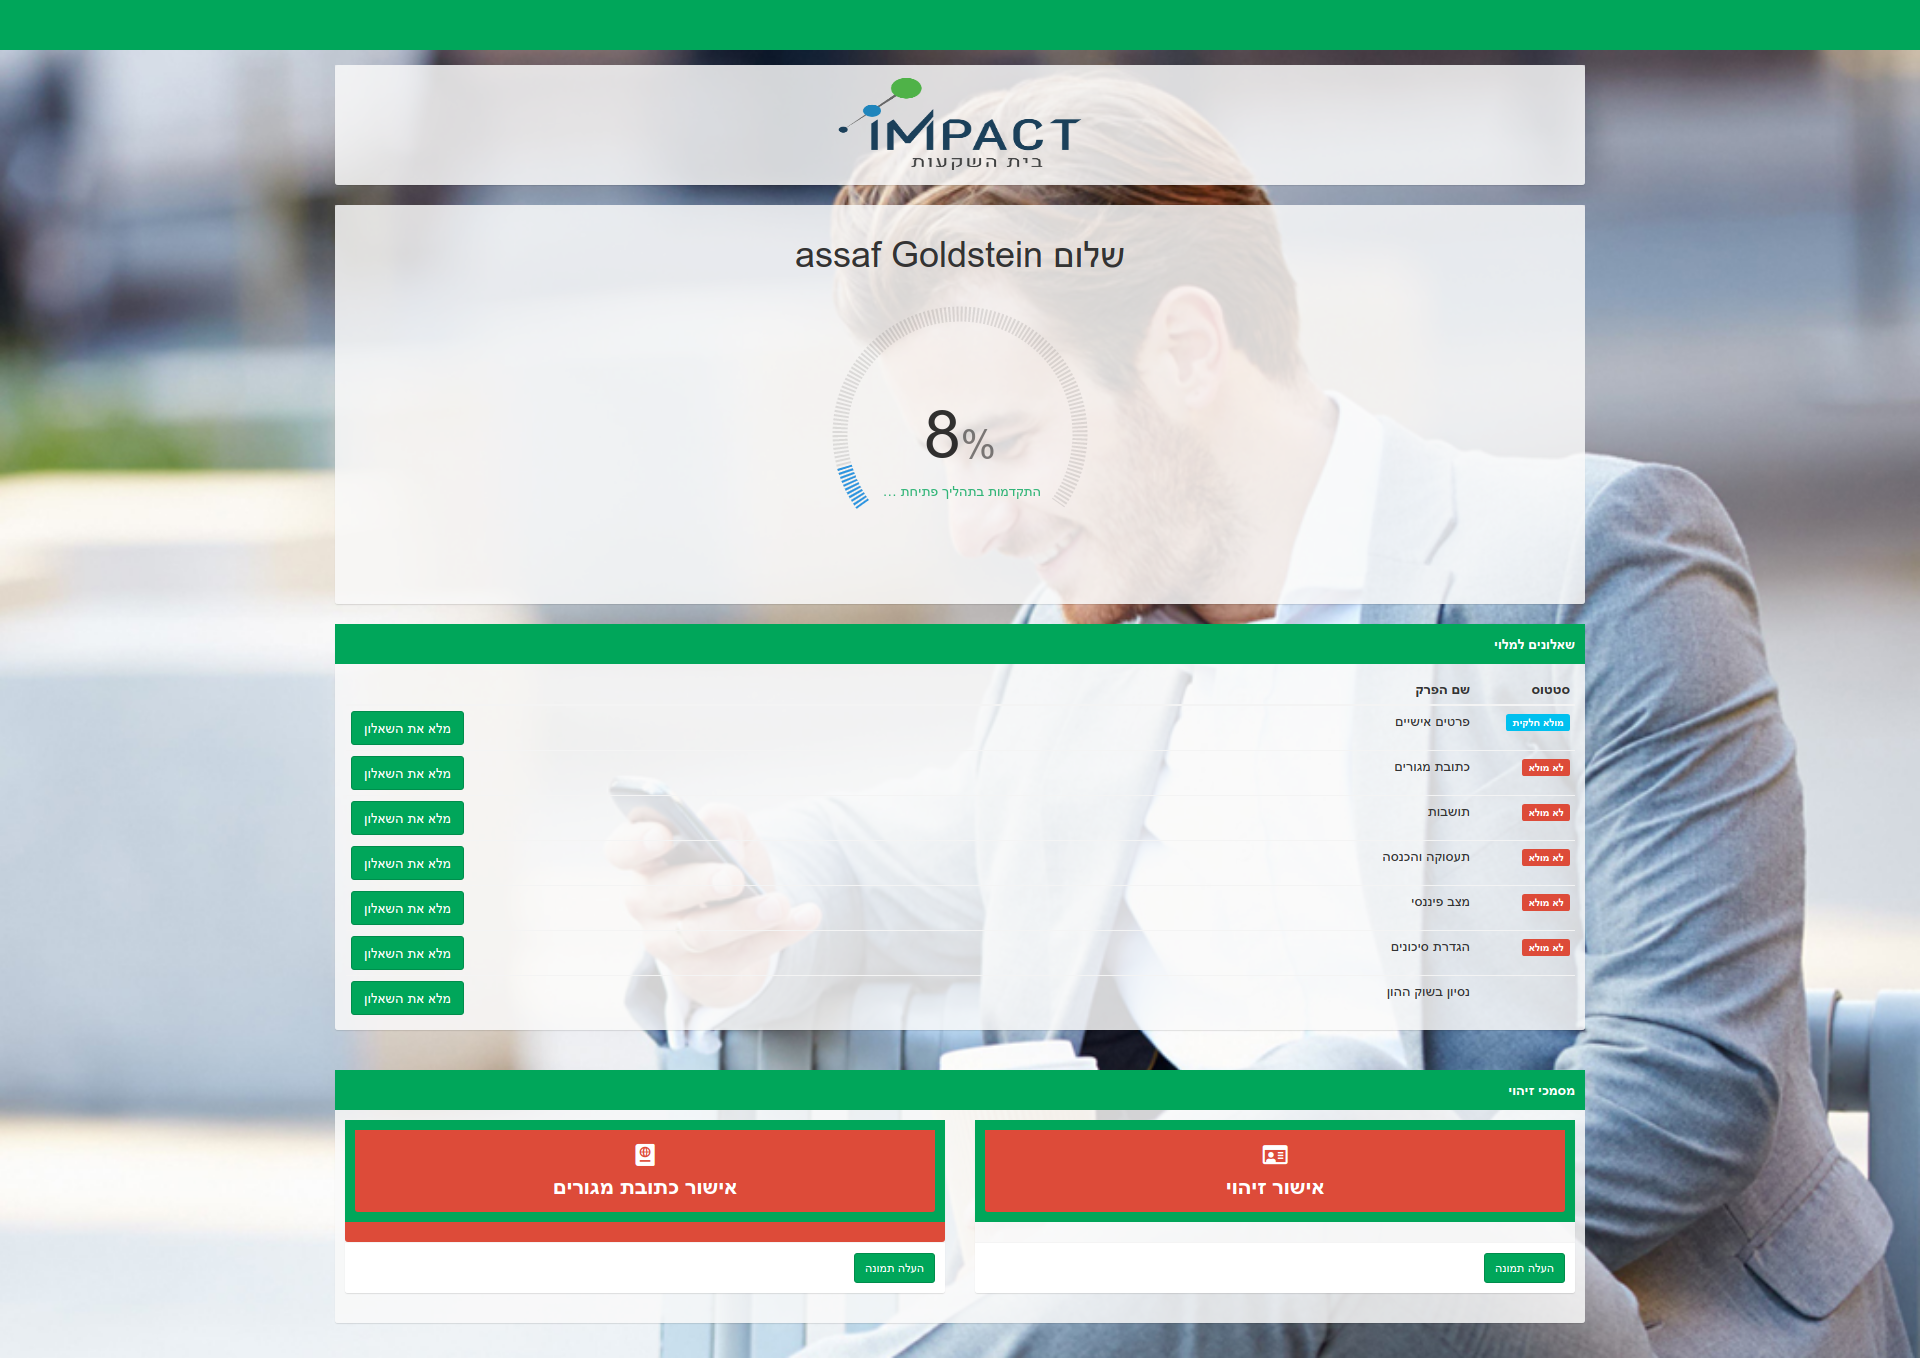 IMPACT
בית השקעות
שלום assaf Goldstein
8%
התקדמות בתהליך פתיחת ...
שאלונים למלוי
סטטוס שם הפרק
מולא חלקית פרטים אישיים מלא את השאלון
לא מולא כתובת מגורים מלא את השאלון
לא מולא תושבות מלא את השאלון
לא מולא תעסוקה והכנסה מלא את השאלון
לא מולא מצב פיננסי מלא את השאלון
לא מולא הגדרת סיכונים מלא את השאלון
נסיון בשוק ההון מלא את השאלון
מסמכי זיהוי
אישור זיהוי
העלה תמונה
אישור כתובת מגורים
העלה תמונה